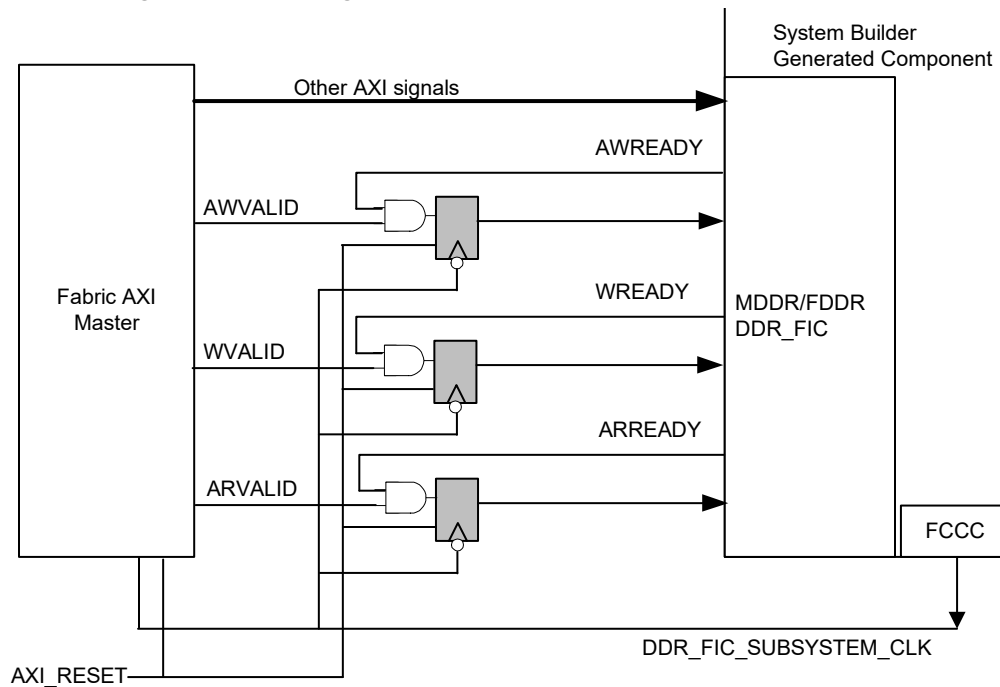 System Builder
Generated Component
Other AXI signals
AWREADY
AWVALID
WREADY
Fabric AXI
Master
MDDR/FDDR
DDR_FIC
WVALID
ARREADY
ARVALID
FCCC
DDR_FIC_SUBSYSTEM_CLK
AXI_RESET